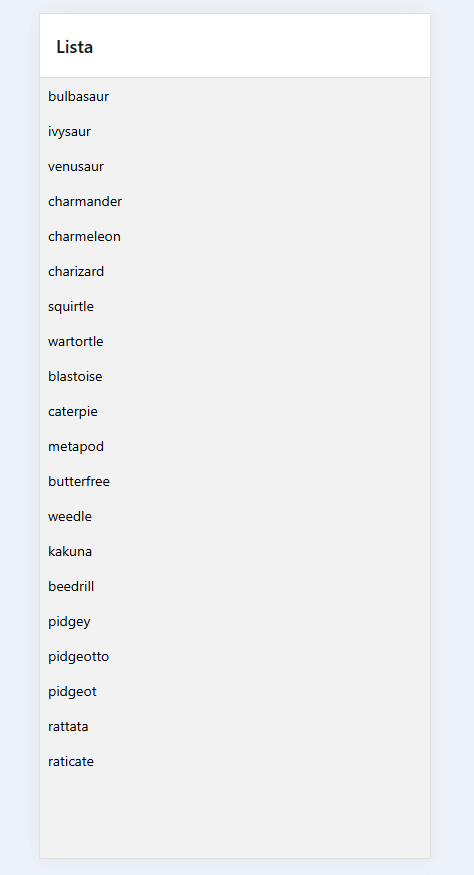 Lista
bulbasaur
ivysaur
venusaur
charmander
charmeleon
charizard
squirtle
wartortle
blastoise
caterpie
metapod
butterfree
weedle
kakuna
beedrill
pidgey
pidgeotto
pidgeot
rattata
raticate